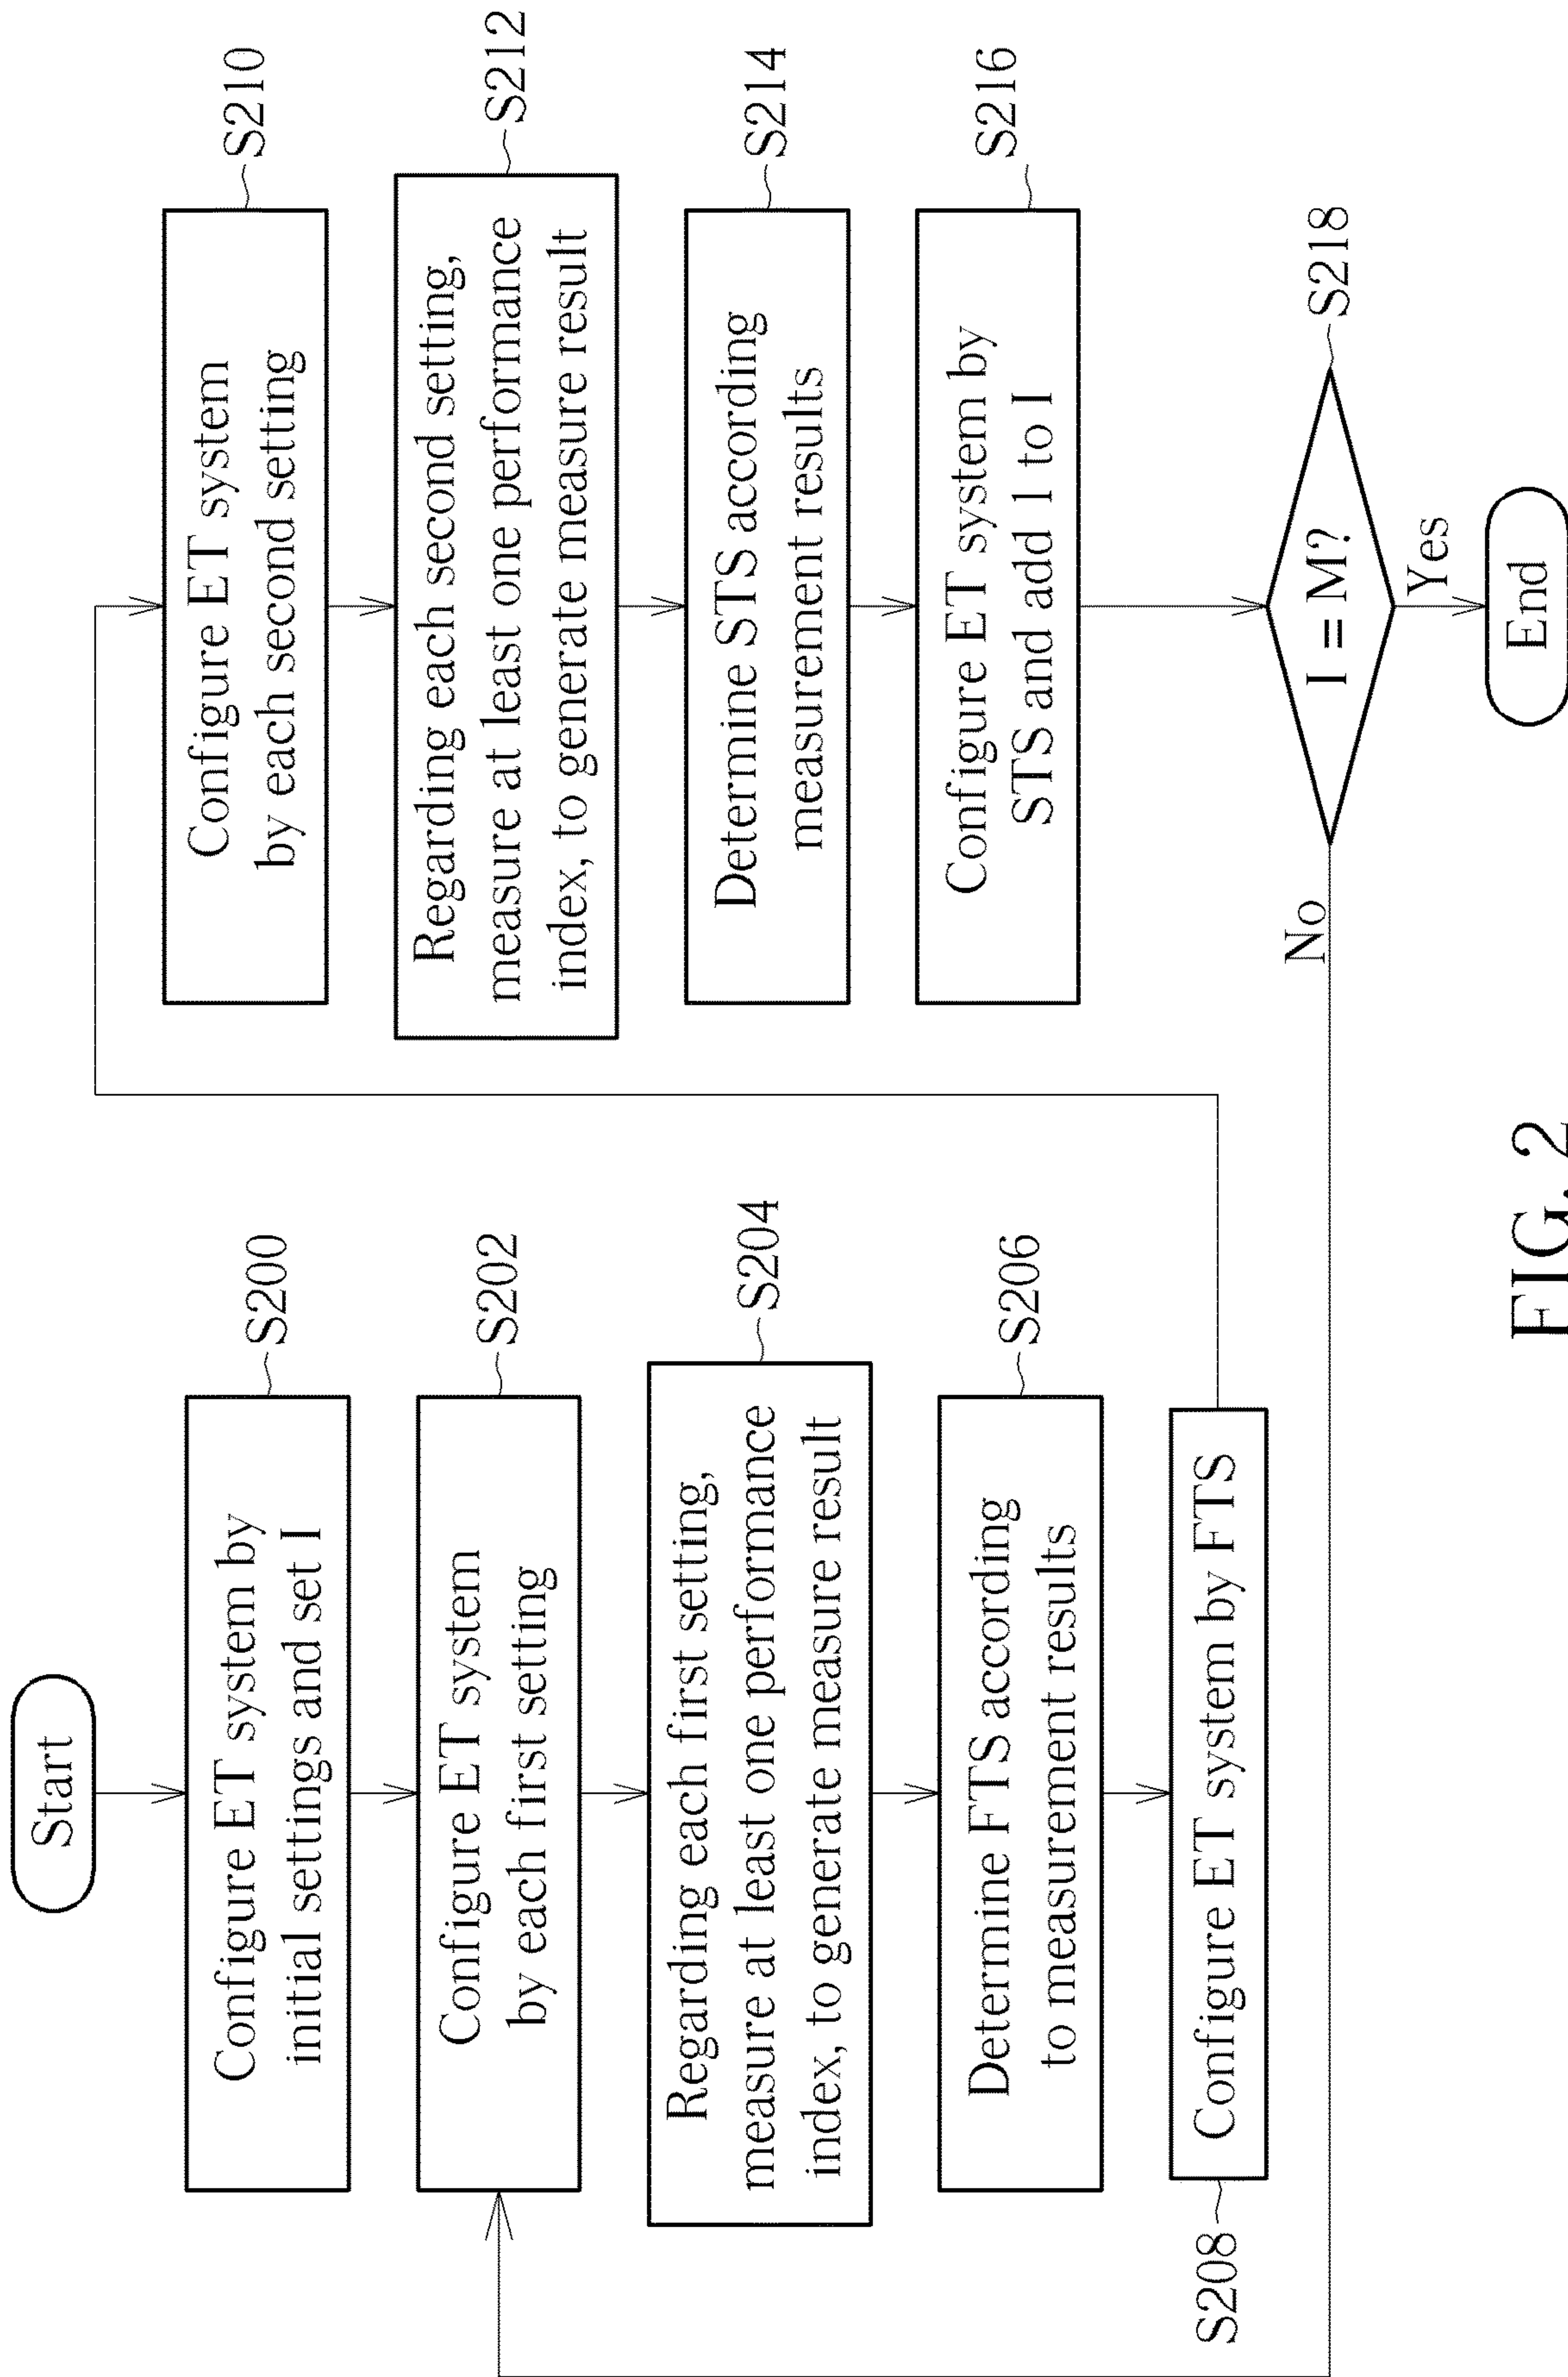 Start
Configure ET system by
initial settings and set I
S200
Configure ET system
by each first setting
S202
Regarding each first setting,
measure at least one performance
index, to generate measure result
S204
Determine FTS according
to measurement results
S206
Configure ET system by FTS
S208
Configure ET system
by each second setting
S210
Regarding each second setting,
measure at least one performance
index, to generate measure result
S212
Determine STS according
measurement results
S214
Configure ET system by
STS and add 1 to I
S216
I = M?
S218
No
Yes
End
FIG. 2